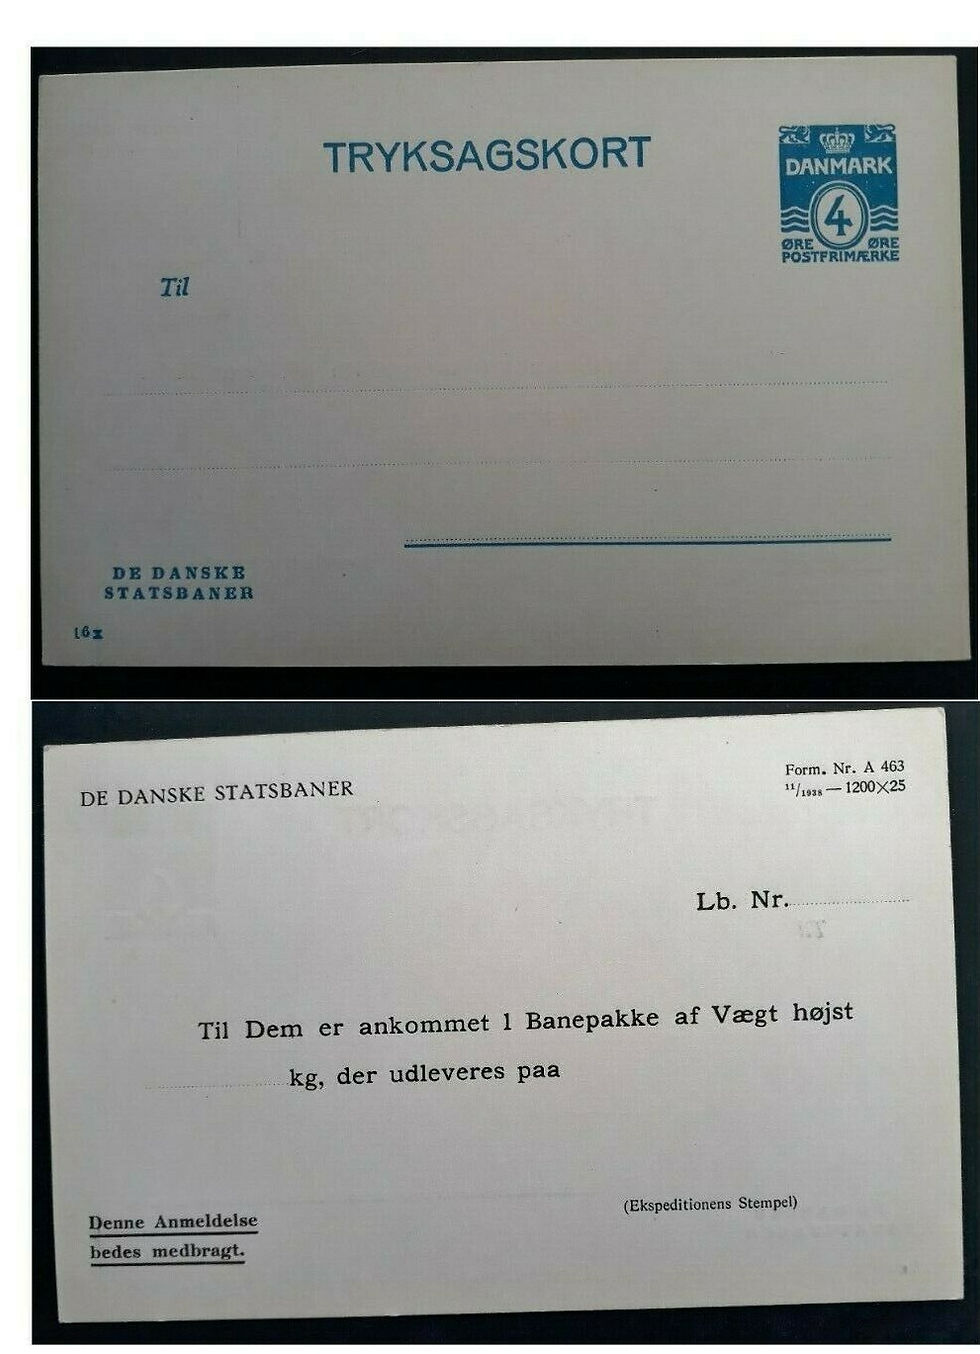 TRYKSAGSKORT
DANMARK
4
ØRE ØRE
POSTFRIMÆRKE
Til
DE DANSKE
STATSBANER
16x
DE DANSKE STATSBANER
Form. Nr. A 463
11/1938 — 1200×25
Lb. Nr.
Til Dem er ankommet 1 Banepakke af Vægt højst
kg, der udleveres paa
(Ekspeditionens Stempel)
Denne Anmeldelse
bedes medbragt.